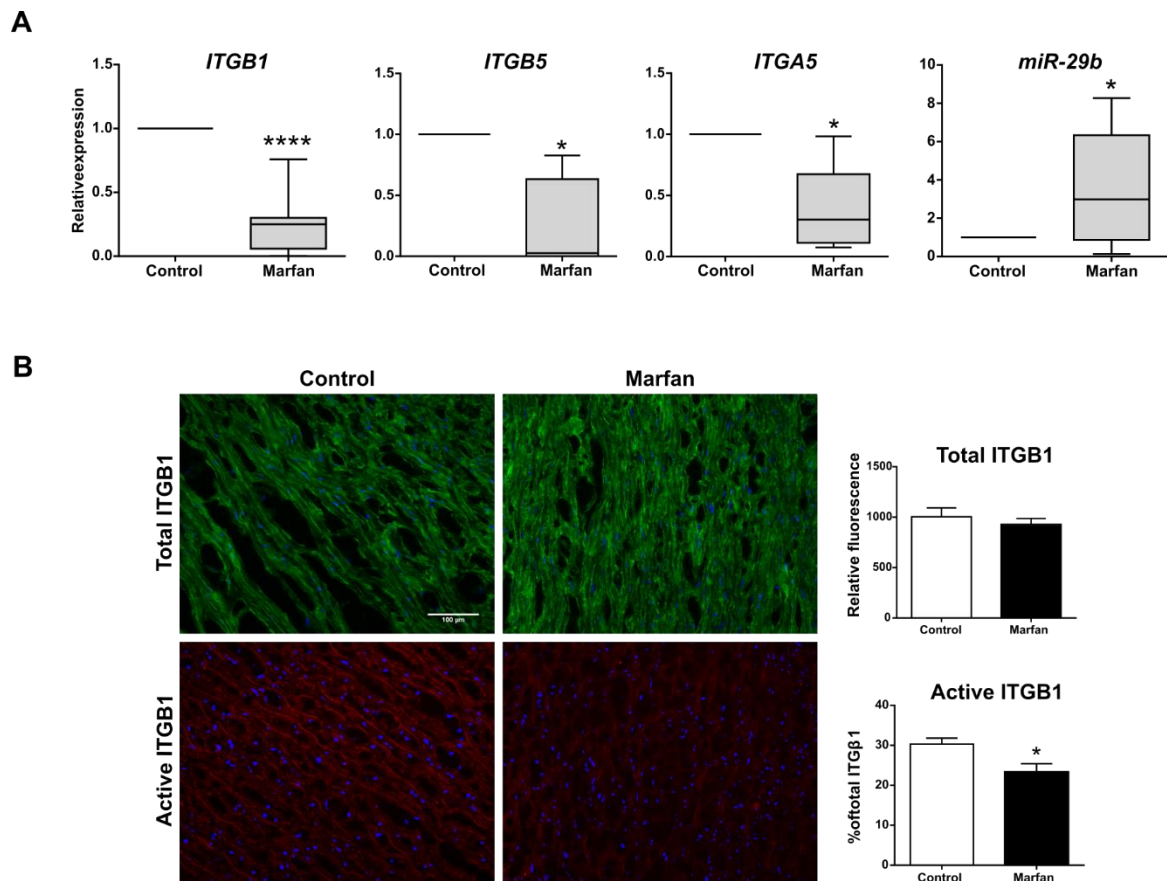 A
ITGB1
ITGB5
ITGA5
miR-29b
Relativeexpression
1.5
1.0
0.5
0.0
****
Control
Marfan
1.5
1.0
0.5
0.0
*
Control
Marfan
1.5
1.0
0.5
0.0
*
Control
Marfan
10
8
6
4
2
0
*
Control
Marfan
B
Control
Marfan
Total ITGB1
100 µm
Active ITGB1
Total ITGB1
Relative fluorescence
1500
1000
500
0
Control
Marfan
Active ITGB1
%oftotal ITGβ1
40
30
20
10
0
*
Control
Marfan